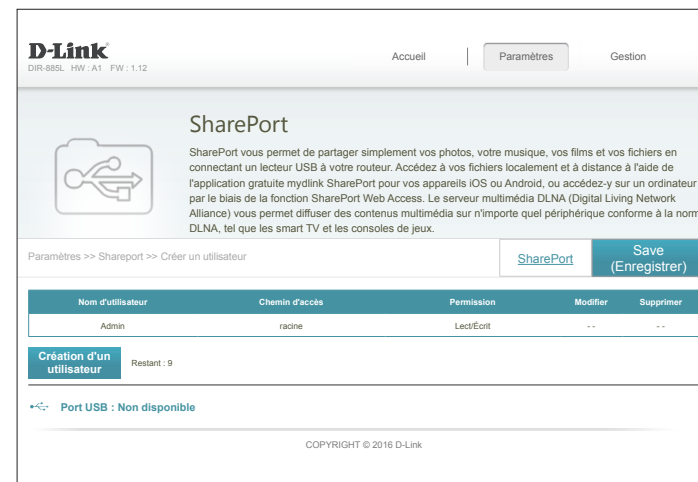 D-Link
DIR-885L HW : A1 FW : 1.12
Accueil
Paramètres
Gestion
SharePort
SharePort vous permet de partager simplement vos photos, votre musique, vos films et vos fichiers en
connectant un lecteur USB à votre routeur. Accédez à vos fichiers localement et à distance à l'aide de
l'application gratuite mydlink SharePort pour vos appareils iOS ou Android, ou accédez-y sur un ordinateur
par le biais de la fonction SharePort Web Access. Le serveur multimédia DLNA (Digital Living Network
Alliance) vous permet diffuser des contenus multimédia sur n'importe quel périphérique conforme à la norm
DLNA, tel que les smart TV et les consoles de jeux.
Paramètres >> Shareport >> Créer un utilisateur
SharePort
Save
(Enregistrer)
Nom d'utilisateur Chemin d'accès Permission Modifier Supprimer
Admin racine Lect/Écrit - - - -
Création d'un
utilisateur
Restant : 9
Port USB : Non disponible
COPYRIGHT © 2016 D-Link